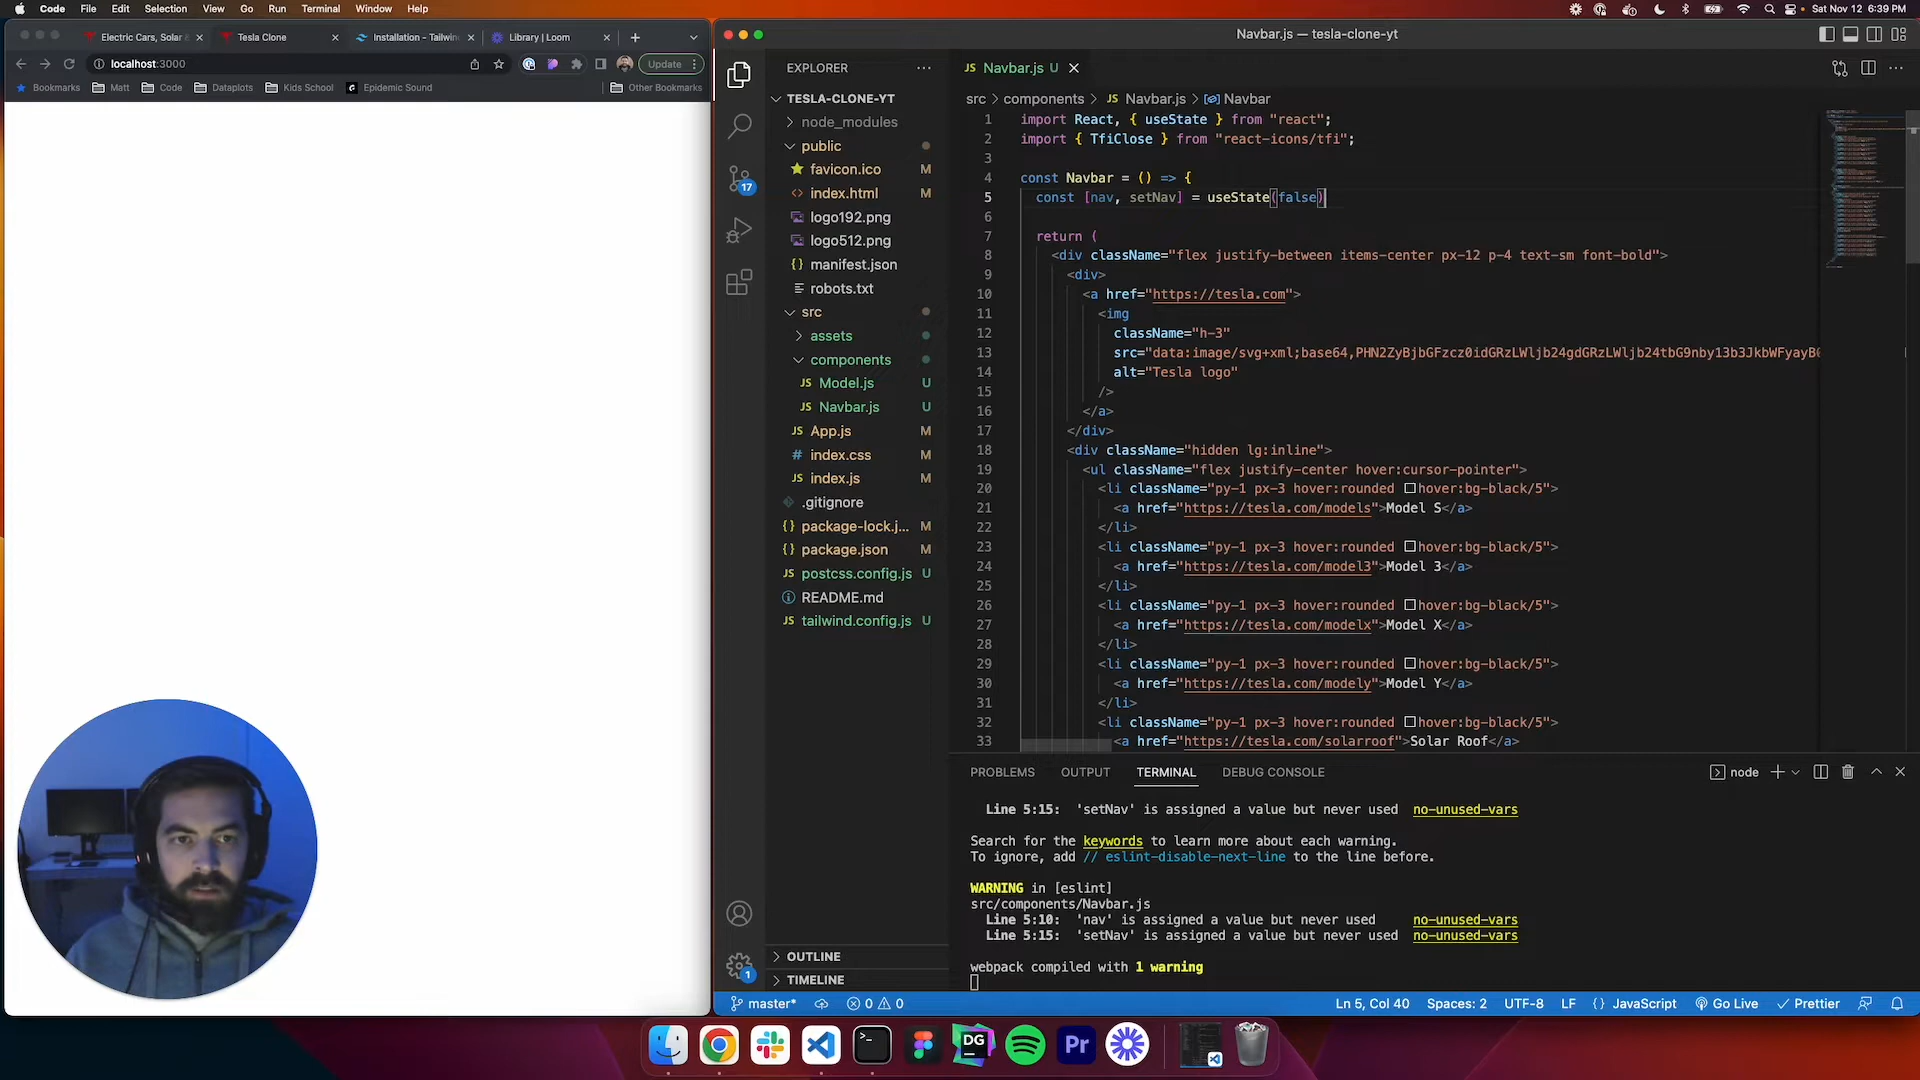 Code File Edit Selection View Go Run Terminal Window Help
Sat Nov 12 6:39 PM
Electric Cars, Solar
Tesla Clone
Installation - Tailwin
Library | Loom
localhost:3000
Update
Bookmarks Matt Code Dataplots Kids School Epidemic Sound Other Bookmarks
Navbar.js — tesla-clone-yt
EXPLORER
TESLA-CLONE-YT
node_modules
public
favicon.ico M
index.html M
logo192.png
logo512.png
manifest.json
robots.txt
src
assets
components
Model.js U
Navbar.js U
App.js M
index.css M
index.js M
.gitignore
package-lock.j... M
package.json M
postcss.config.js U
README.md
tailwind.config.js U
OUTLINE
TIMELINE
17
1
JS Navbar.js U
src > components > JS Navbar.js > Navbar
1 import React, { useState } from "react";
2 import { TfiClose } from "react-icons/tfi";
3
4 const Navbar = () => {
5 const [nav, setNav] = useState(false)
6
7 return (
8 <div className="flex justify-between items-center px-12 p-4 text-sm font-bold">
9 <div>
10 <a href="https://tesla.com">
11 <img
12 className="h-3"
13 src="data:image/svg+xml;base64,
14 alt="Tesla logo"
15 />
16 </a>
17 </div>
18 <div className="hidden lg:inline">
19 <ul className="flex justify-center hover:cursor-pointer">
20 <li className="py-1 px-3 hover:rounded hover:bg-black/5">
21 <a href="https://tesla.com/models">Model S</a>
22 </li>
23 <li className="py-1 px-3 hover:rounded hover:bg-black/5">
24 <a href="https://tesla.com/model3">Model 3</a>
25 </li>
26 <li className="py-1 px-3 hover:rounded hover:bg-black/5">
27 <a href="https://tesla.com/modelx">Model X</a>
28 </li>
29 <li className="py-1 px-3 hover:rounded hover:bg-black/5">
30 <a href="https://tesla.com/modely">Model Y</a>
31 </li>
32 <li className="py-1 px-3 hover:rounded hover:bg-black/5">
33 <a href="https://tesla.com/solarroof">Solar Roof</a>
PROBLEMS OUTPUT TERMINAL DEBUG CONSOLE
node
Line 5:15: 'setNav' is assigned a value but never used no-unused-vars
Search for the keywords to learn more about each warning.
To ignore, add // eslint-disable-next-line to the line before.
WARNING in [eslint]
src/components/Navbar.js
Line 5:10: 'nav' is assigned a value but never used no-unused-vars
Line 5:15: 'setNav' is assigned a value but never used no-unused-vars
webpack compiled with 1 warning
master* 0 0
Ln 5, Col 40 Spaces: 2 UTF-8 LF {} JavaScript Go Live Prettier
DG
Pr